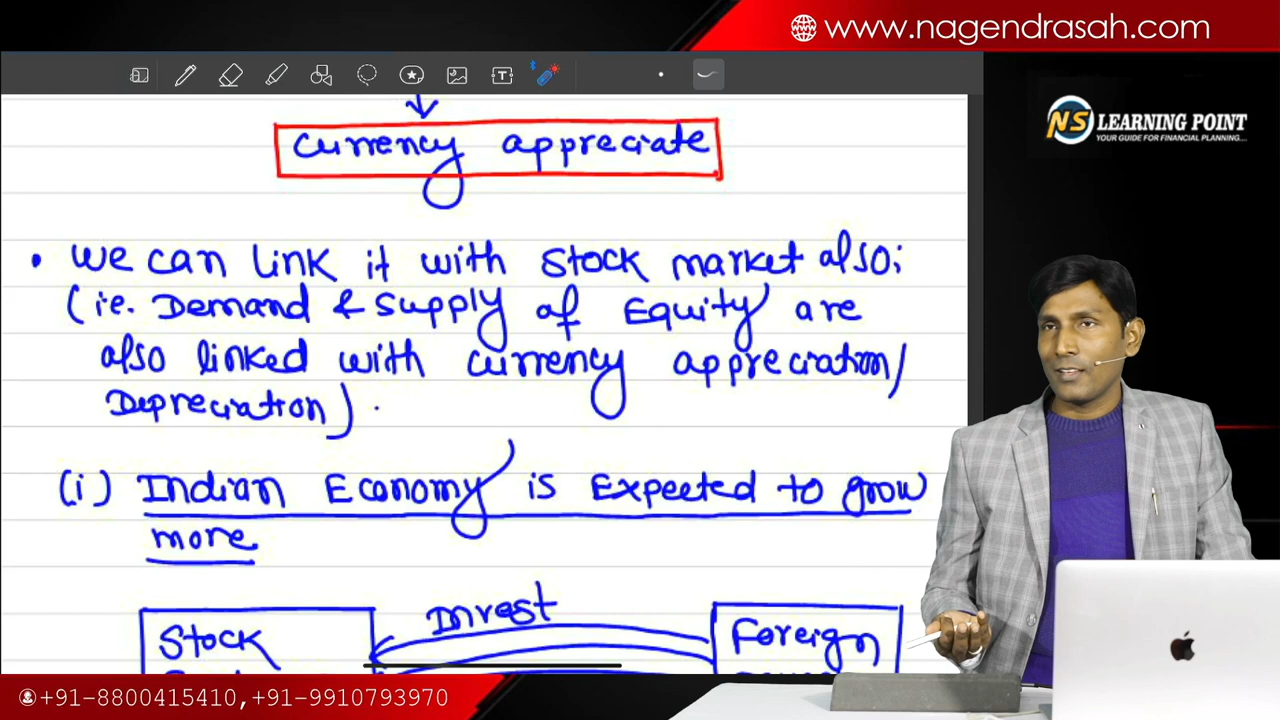 www.nagendrasah.com
NS LEARNING POINT
YOUR GUIDE FOR FINANCIAL PLANNING...
T
Currency appreciate
• We can link it with Stock market also:
(ie. Demand & Supply of Equity are
also linked with currency appreciation/
Depreciation).
(i) Indian Economy is Expected to grow
more
Invest
Stock
Foreign
+91-8800415410,+91-9910793970